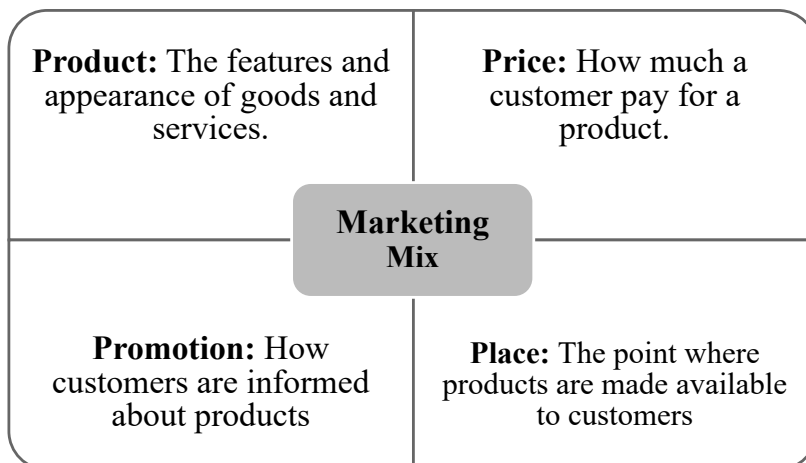 Product: The features and
appearance of goods and
services.
Price: How much a
customer pay for a
product.
Marketing
Mix
Promotion: How
customers are informed
about products
Place: The point where
products are made available
to customers